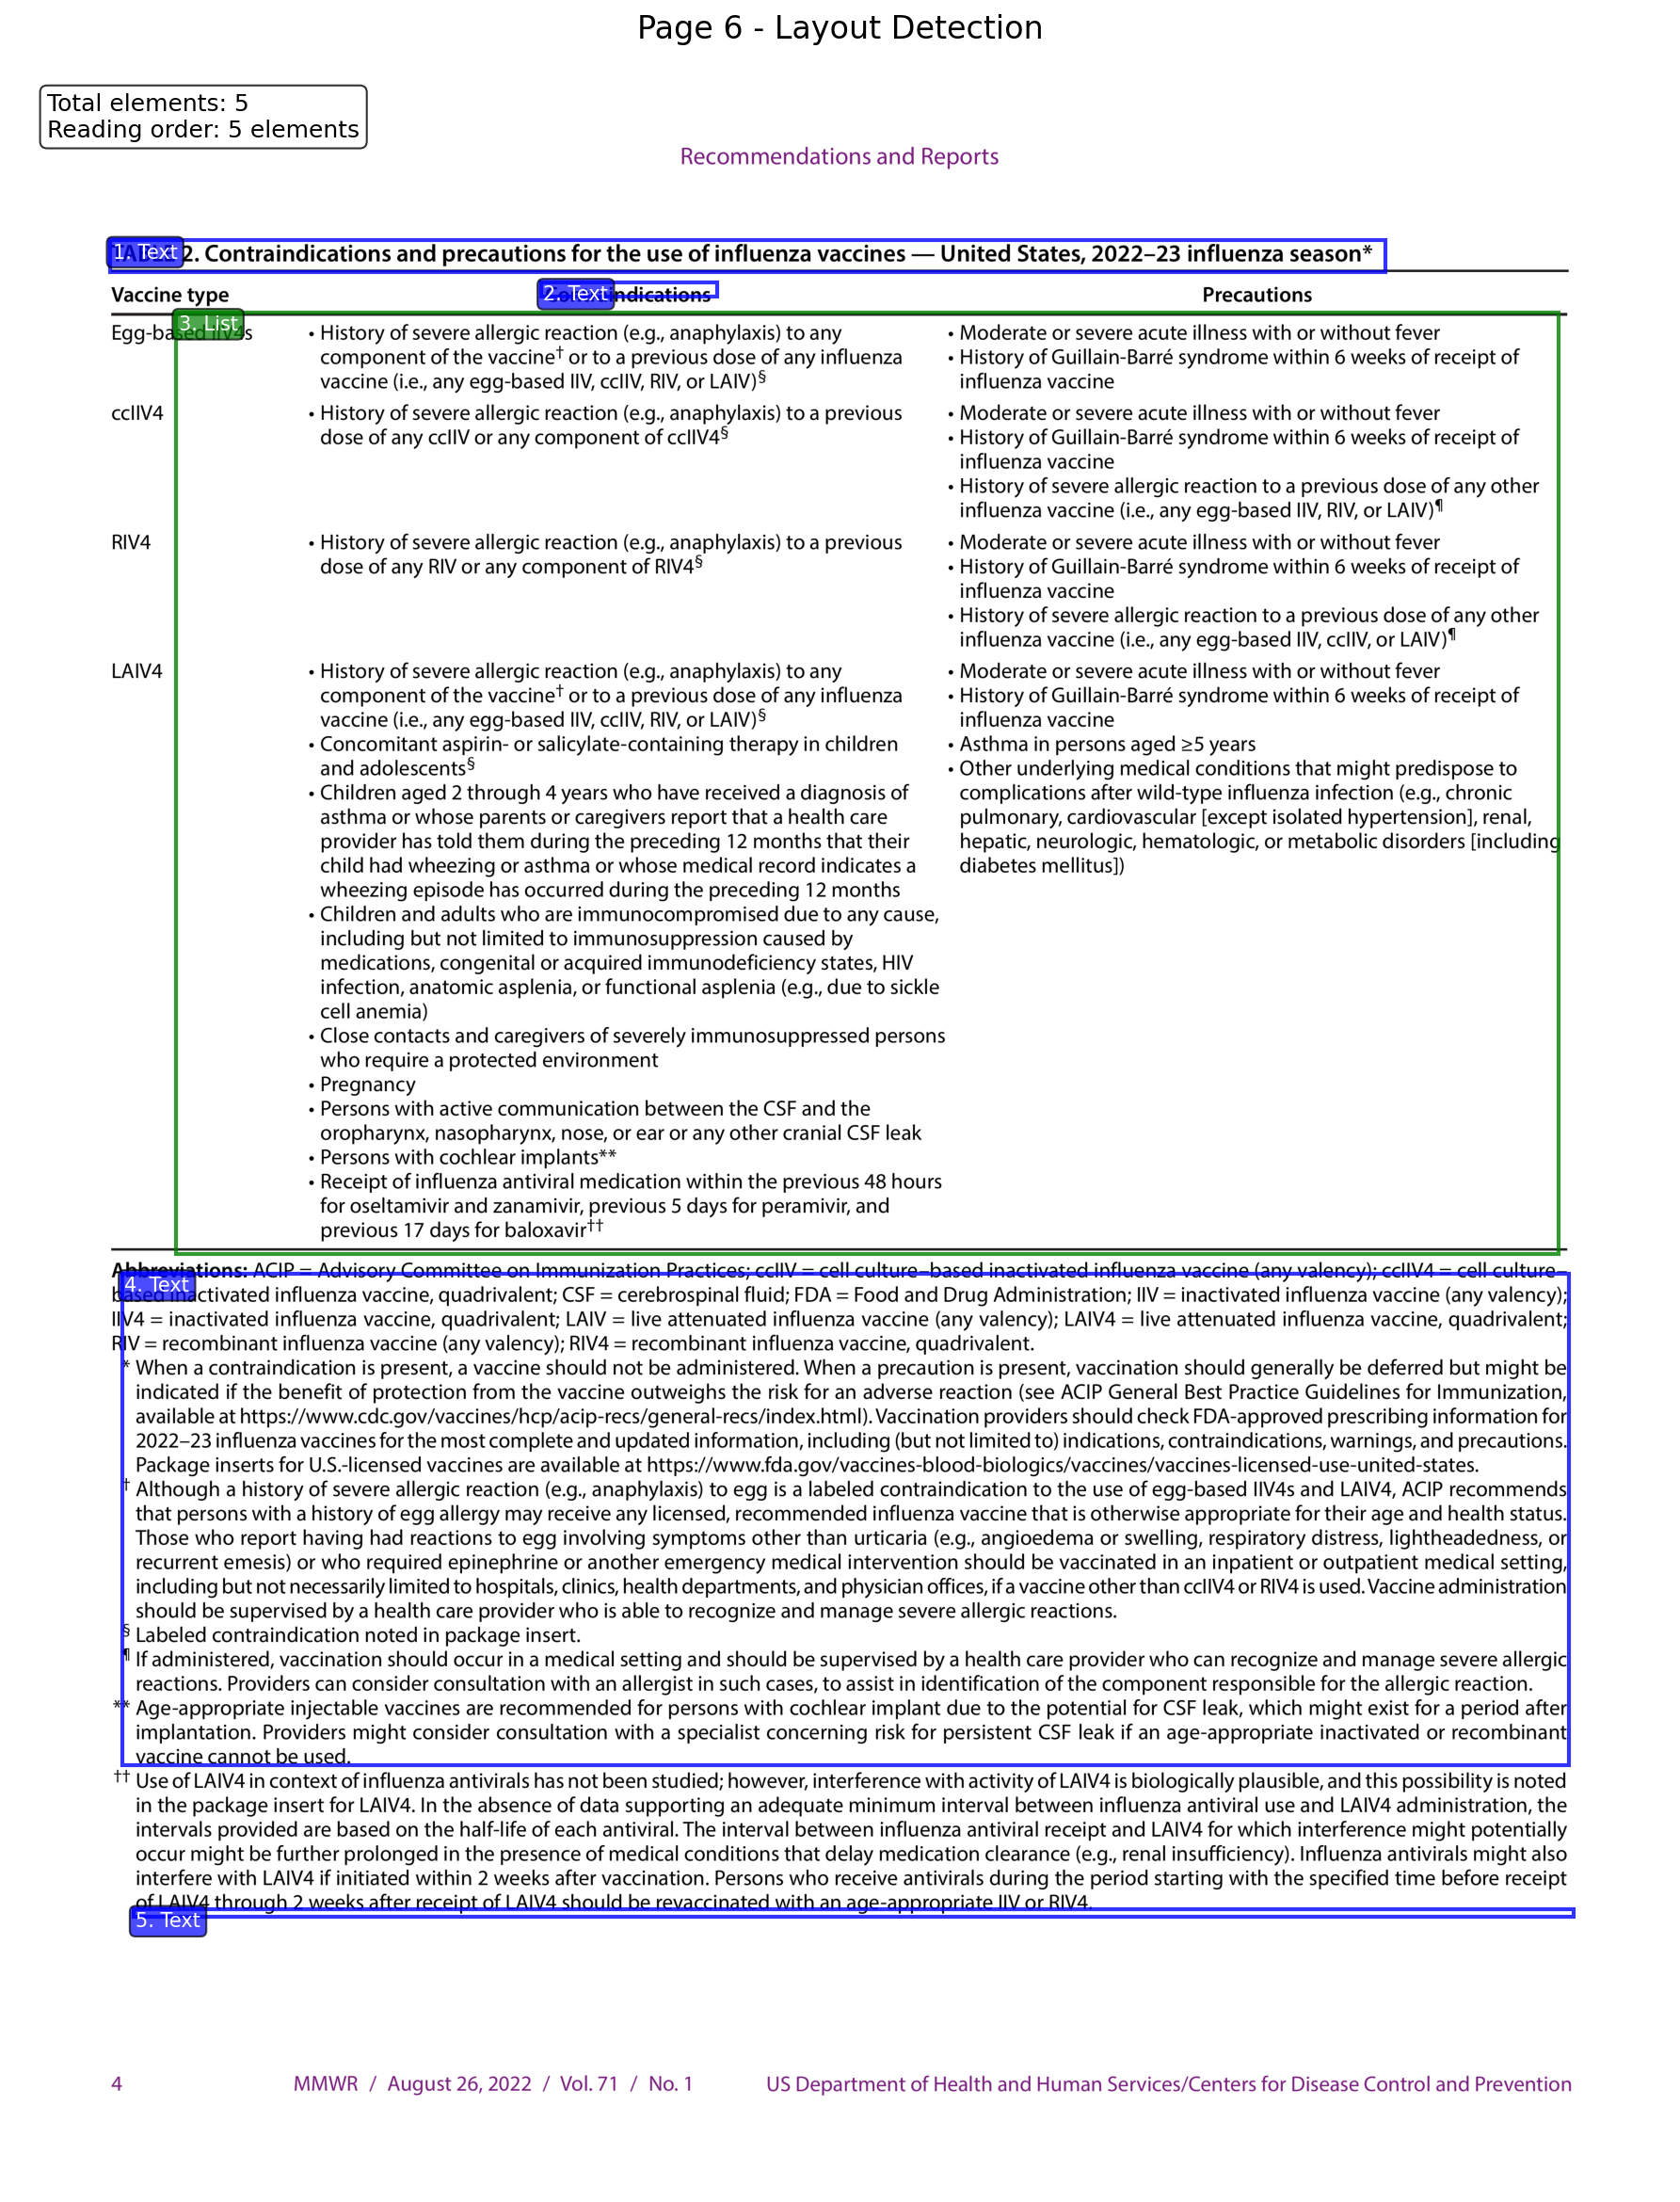 Page 6 - Layout Detection
Total elements: 5
Reading order: 5 elements
Recommendations and Reports
1. Text
2. Contraindications and precautions for the use of influenza vaccines — United States, 2022–23 influenza season*
Vaccine type
2. Text
Precautions
3. List
Egg-based IIV4s
• History of severe allergic reaction (e.g., anaphylaxis) to any
component of the vaccine† or to a previous dose of any influenza
vaccine (i.e., any egg-based IIV, ccIIV, RIV, or LAIV)§
• Moderate or severe acute illness with or without fever
• History of Guillain-Barré syndrome within 6 weeks of receipt of
influenza vaccine
ccIIV4
• History of severe allergic reaction (e.g., anaphylaxis) to a previous
dose of any ccIIV or any component of ccIIV4§
• Moderate or severe acute illness with or without fever
• History of Guillain-Barré syndrome within 6 weeks of receipt of
influenza vaccine
• History of severe allergic reaction to a previous dose of any other
influenza vaccine (i.e., any egg-based IIV, RIV, or LAIV)¶
RIV4
• History of severe allergic reaction (e.g., anaphylaxis) to a previous
dose of any RIV or any component of RIV4§
• Moderate or severe acute illness with or without fever
• History of Guillain-Barré syndrome within 6 weeks of receipt of
influenza vaccine
• History of severe allergic reaction to a previous dose of any other
influenza vaccine (i.e., any egg-based IIV, ccIIV, or LAIV)¶
LAIV4
• History of severe allergic reaction (e.g., anaphylaxis) to any
component of the vaccine† or to a previous dose of any influenza
vaccine (i.e., any egg-based IIV, ccIIV, RIV, or LAIV)§
• Concomitant aspirin- or salicylate-containing therapy in children
and adolescents§
• Children aged 2 through 4 years who have received a diagnosis of
asthma or whose parents or caregivers report that a health care
provider has told them during the preceding 12 months that their
child had wheezing or asthma or whose medical record indicates a
wheezing episode has occurred during the preceding 12 months
• Children and adults who are immunocompromised due to any cause,
including but not limited to immunosuppression caused by
medications, congenital or acquired immunodeficiency states, HIV
infection, anatomic asplenia, or functional asplenia (e.g., due to sickle
cell anemia)
• Close contacts and caregivers of severely immunosuppressed persons
who require a protected environment
• Pregnancy
• Persons with active communication between the CSF and the
oropharynx, nasopharynx, nose, or ear or any other cranial CSF leak
• Persons with cochlear implants**
• Receipt of influenza antiviral medication within the previous 48 hours
for oseltamivir and zanamivir, previous 5 days for peramivir, and
previous 17 days for baloxavir††
• Moderate or severe acute illness with or without fever
• History of Guillain-Barré syndrome within 6 weeks of receipt of
influenza vaccine
• Asthma in persons aged ≥5 years
• Other underlying medical conditions that might predispose to
complications after wild-type influenza infection (e.g., chronic
pulmonary, cardiovascular [except isolated hypertension], renal,
hepatic, neurologic, hematologic, or metabolic disorders [including
diabetes mellitus])
Abbreviations: ACIP = Advisory Committee on Immunization Practices; ccIIV = cell culture–based inactivated influenza vaccine (any valency); ccIIV4 = cell culture–
4. Text
based inactivated influenza vaccine, quadrivalent; CSF = cerebrospinal fluid; FDA = Food and Drug Administration; IIV = inactivated influenza vaccine (any valency);
IIV4 = inactivated influenza vaccine, quadrivalent; LAIV = live attenuated influenza vaccine (any valency); LAIV4 = live attenuated influenza vaccine, quadrivalent;
RIV = recombinant influenza vaccine (any valency); RIV4 = recombinant influenza vaccine, quadrivalent.
* When a contraindication is present, a vaccine should not be administered. When a precaution is present, vaccination should generally be deferred but might be
indicated if the benefit of protection from the vaccine outweighs the risk for an adverse reaction (see ACIP General Best Practice Guidelines for Immunization,
available at https://www.cdc.gov/vaccines/hcp/acip-recs/general-recs/index.html). Vaccination providers should check FDA-approved prescribing information for
2022–23 influenza vaccines for the most complete and updated information, including (but not limited to) indications, contraindications, warnings, and precautions.
Package inserts for U.S.-licensed vaccines are available at https://www.fda.gov/vaccines-blood-biologics/vaccines/vaccines-licensed-use-united-states.
† Although a history of severe allergic reaction (e.g., anaphylaxis) to egg is a labeled contraindication to the use of egg-based IIV4s and LAIV4, ACIP recommends
that persons with a history of egg allergy may receive any licensed, recommended influenza vaccine that is otherwise appropriate for their age and health status.
Those who report having had reactions to egg involving symptoms other than urticaria (e.g., angioedema or swelling, respiratory distress, lightheadedness, or
recurrent emesis) or who required epinephrine or another emergency medical intervention should be vaccinated in an inpatient or outpatient medical setting,
including but not necessarily limited to hospitals, clinics, health departments, and physician offices, if a vaccine other than ccIIV4 or RIV4 is used. Vaccine administration
should be supervised by a health care provider who is able to recognize and manage severe allergic reactions.
§ Labeled contraindication noted in package insert.
¶ If administered, vaccination should occur in a medical setting and should be supervised by a health care provider who can recognize and manage severe allergic
reactions. Providers can consider consultation with an allergist in such cases, to assist in identification of the component responsible for the allergic reaction.
** Age-appropriate injectable vaccines are recommended for persons with cochlear implant due to the potential for CSF leak, which might exist for a period after
implantation. Providers might consider consultation with a specialist concerning risk for persistent CSF leak if an age-appropriate inactivated or recombinant
vaccine cannot be used.
†† Use of LAIV4 in context of influenza antivirals has not been studied; however, interference with activity of LAIV4 is biologically plausible, and this possibility is noted
in the package insert for LAIV4. In the absence of data supporting an adequate minimum interval between influenza antiviral use and LAIV4 administration, the
intervals provided are based on the half-life of each antiviral. The interval between influenza antiviral receipt and LAIV4 for which interference might potentially
occur might be further prolonged in the presence of medical conditions that delay medication clearance (e.g., renal insufficiency). Influenza antivirals might also
interfere with LAIV4 if initiated within 2 weeks after vaccination. Persons who receive antivirals during the period starting with the specified time before receipt
of LAIV4 through 2 weeks after receipt of LAIV4 should be revaccinated with an age-appropriate IIV or RIV4.
5. Text
4 MMWR / August 26, 2022 / Vol. 71 / No. 1 US Department of Health and Human Services/Centers for Disease Control and Prevention